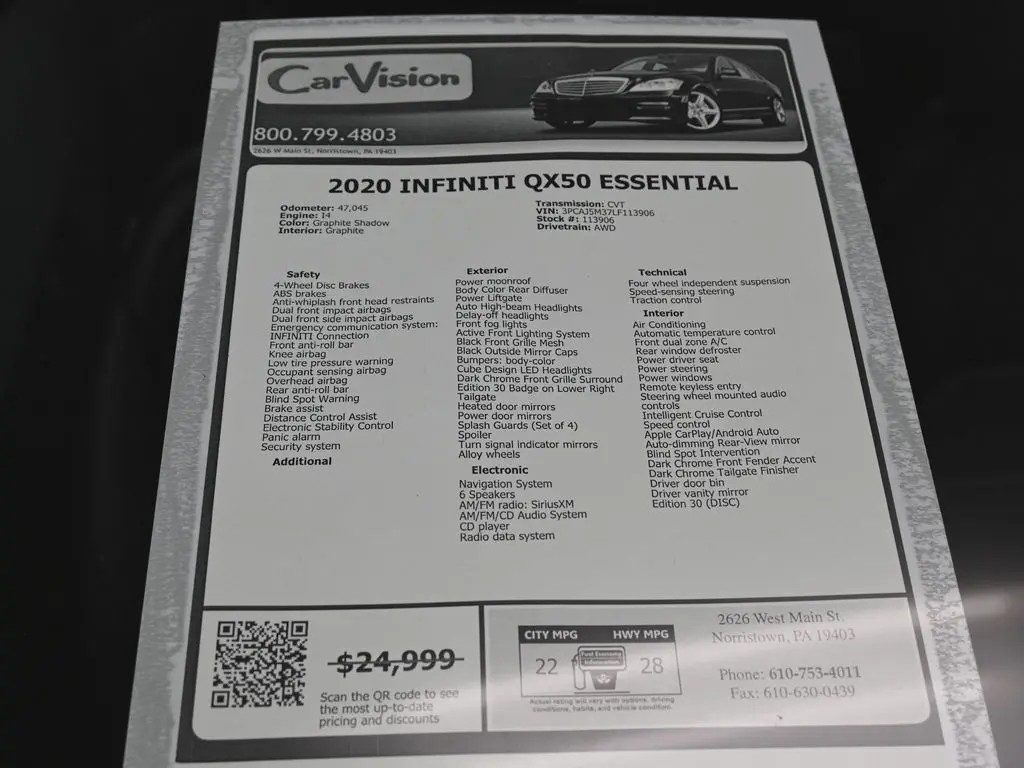 CarVision
800.799.4803
2626 W Main St, Norristown, PA 19403
2020 INFINITI QX50 ESSENTIAL
Odometer: 47,045
Engine: I4
Color: Graphite Shadow
Interior: Graphite
Transmission: CVT
VIN: 3PCAJ5M37LF113906
Stock #: 113906
Drivetrain: AWD
Safety
4-Wheel Disc Brakes
ABS brakes
Anti-whiplash front head restraints
Dual front impact airbags
Dual front side impact airbags
Emergency communication system:
INFINITI Connection
Front anti-roll bar
Knee airbag
Low tire pressure warning
Occupant sensing airbag
Overhead airbag
Rear anti-roll bar
Blind Spot Warning
Brake assist
Distance Control Assist
Electronic Stability Control
Panic alarm
Security system
Additional
Exterior
Power moonroof
Body Color Rear Diffuser
Power Liftgate
Auto High-beam Headlights
Delay-off headlights
Front fog lights
Active Front Lighting System
Black Front Grille Mesh
Black Outside Mirror Caps
Bumpers: body-color
Cube Design LED Headlights
Dark Chrome Front Grille Surround
Edition 30 Badge on Lower Right
Tailgate
Heated door mirrors
Power door mirrors
Splash Guards (Set of 4)
Spoiler
Turn signal indicator mirrors
Alloy wheels
Electronic
Navigation System
6 Speakers
AM/FM radio: SiriusXM
AM/FM/CD Audio System
CD player
Radio data system
Technical
Four wheel independent suspension
Speed-sensing steering
Traction control
Interior
Air Conditioning
Automatic temperature control
Front dual zone A/C
Rear window defroster
Power driver seat
Power steering
Power windows
Remote keyless entry
Steering wheel mounted audio
controls
Intelligent Cruise Control
Speed control
Apple CarPlay/Android Auto
Auto-dimming Rear-View mirror
Blind Spot Intervention
Dark Chrome Front Fender Accent
Dark Chrome Tailgate Finisher
Driver door bin
Driver vanity mirror
Edition 30 (DISC)
$24,999
Scan the QR code to see
the most up-to-date
pricing and discounts
CITY MPG HWY MPG
22 28
Fuel Economy
Information
Actual rating will vary with options, driving
conditions, habits, and vehicle condition.
2626 West Main St.
Norristown, PA 19403
Phone: 610-753-4011
Fax: 610-630-0439